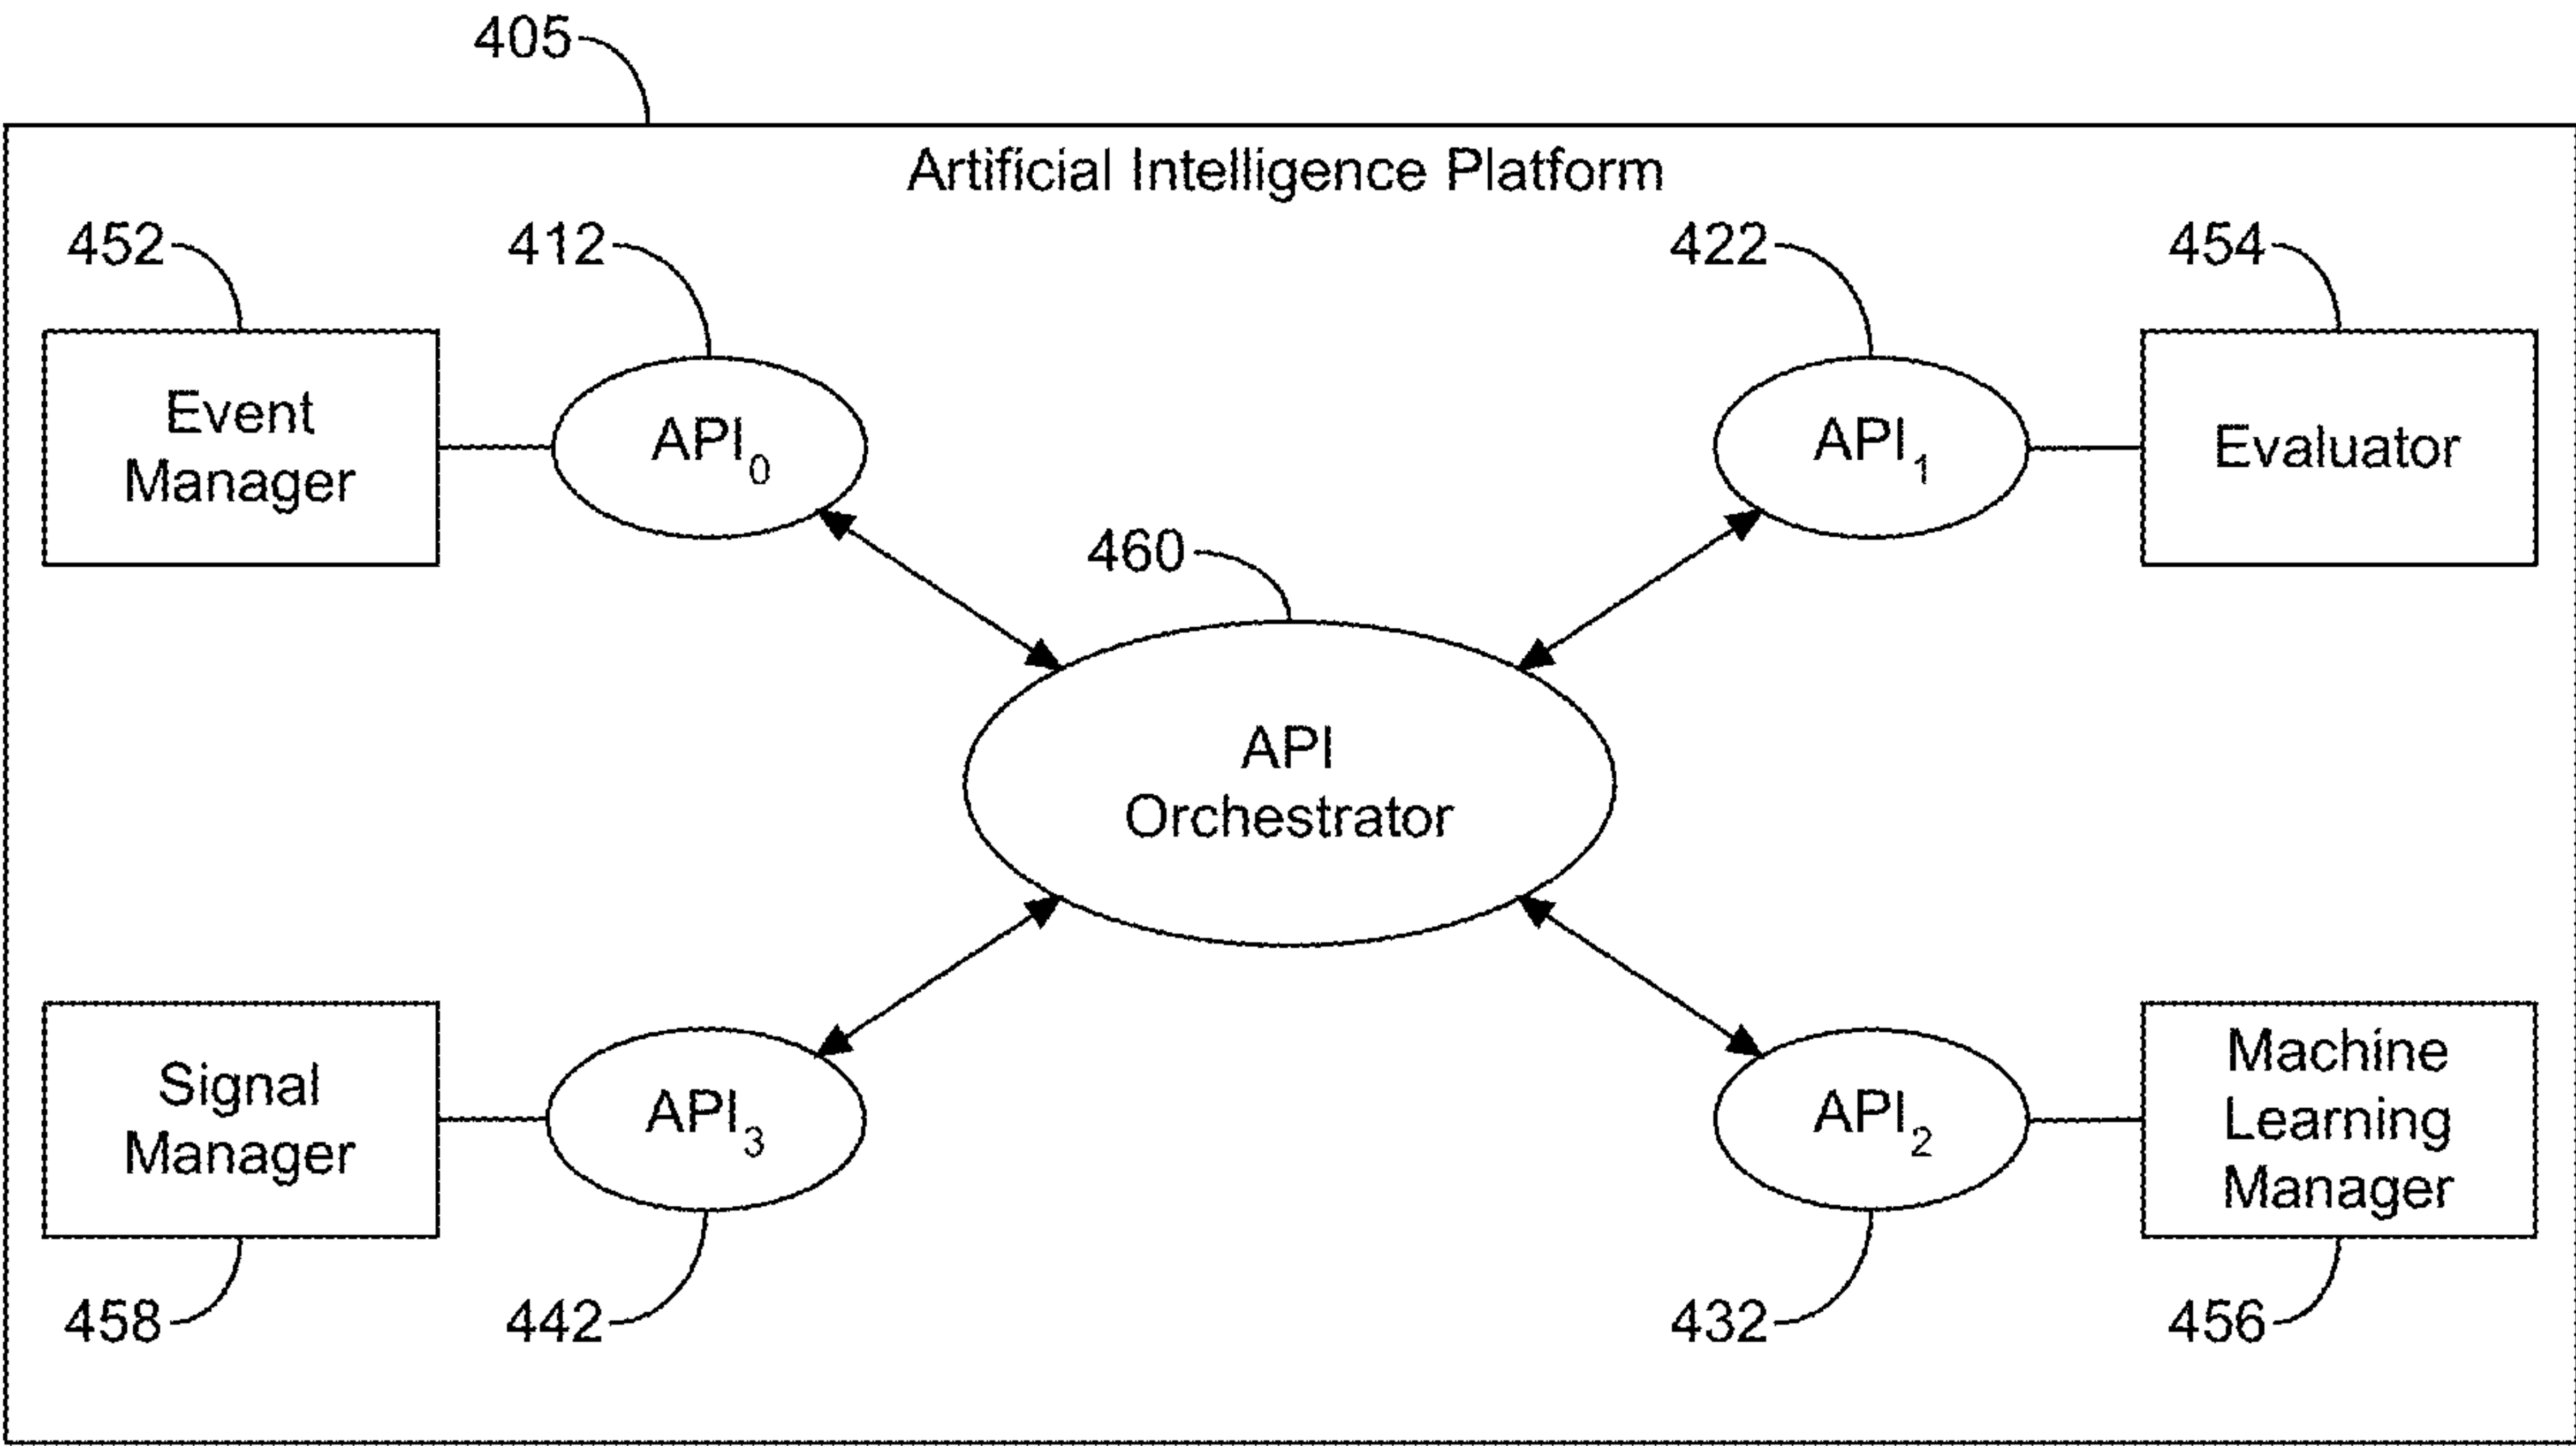 405
Artificial Intelligence Platform
452 412 422 454
Event
Manager
API0
API1
Evaluator
460
API
Orchestrator
Signal
Manager
API3
API2
Machine
Learning
Manager
458 442 432 456